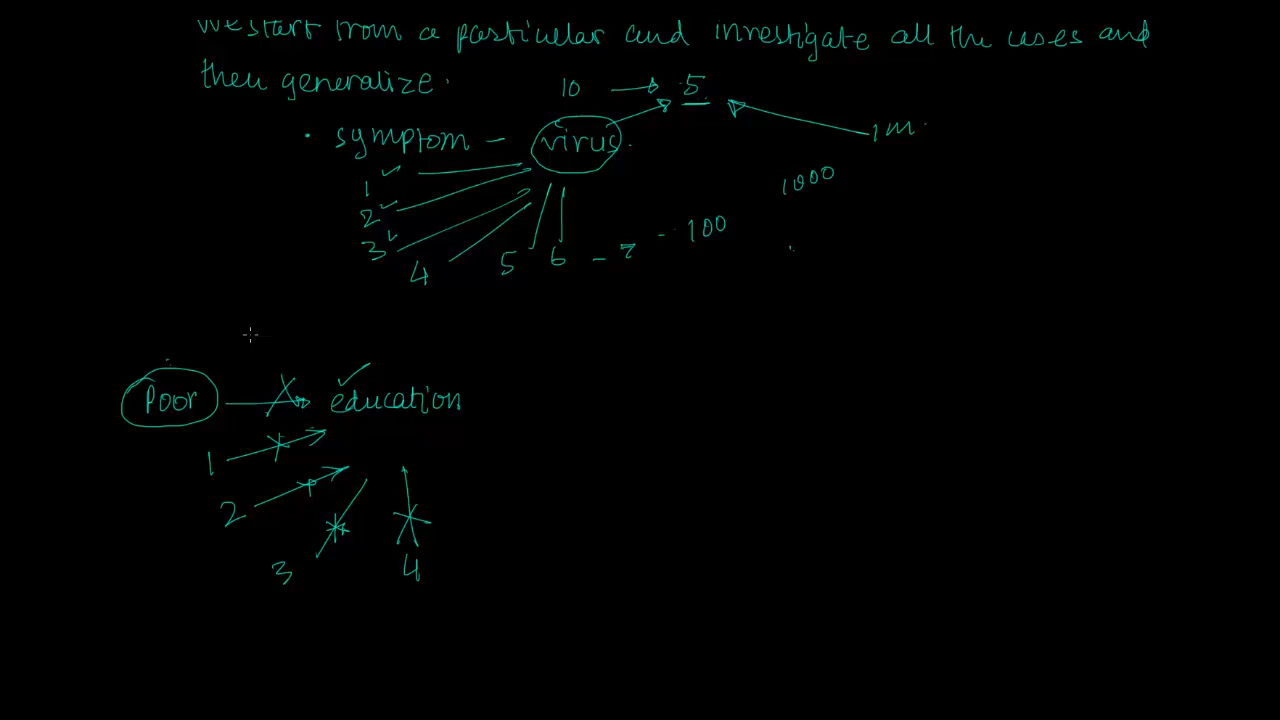 we start from a particular and investigate all the cases and
then generalize.
10 → 5
• symptom - virus.
1 m.
1
1000
2
3
100
4 5 6 - 7 -
Poor → education
1
2
3 4